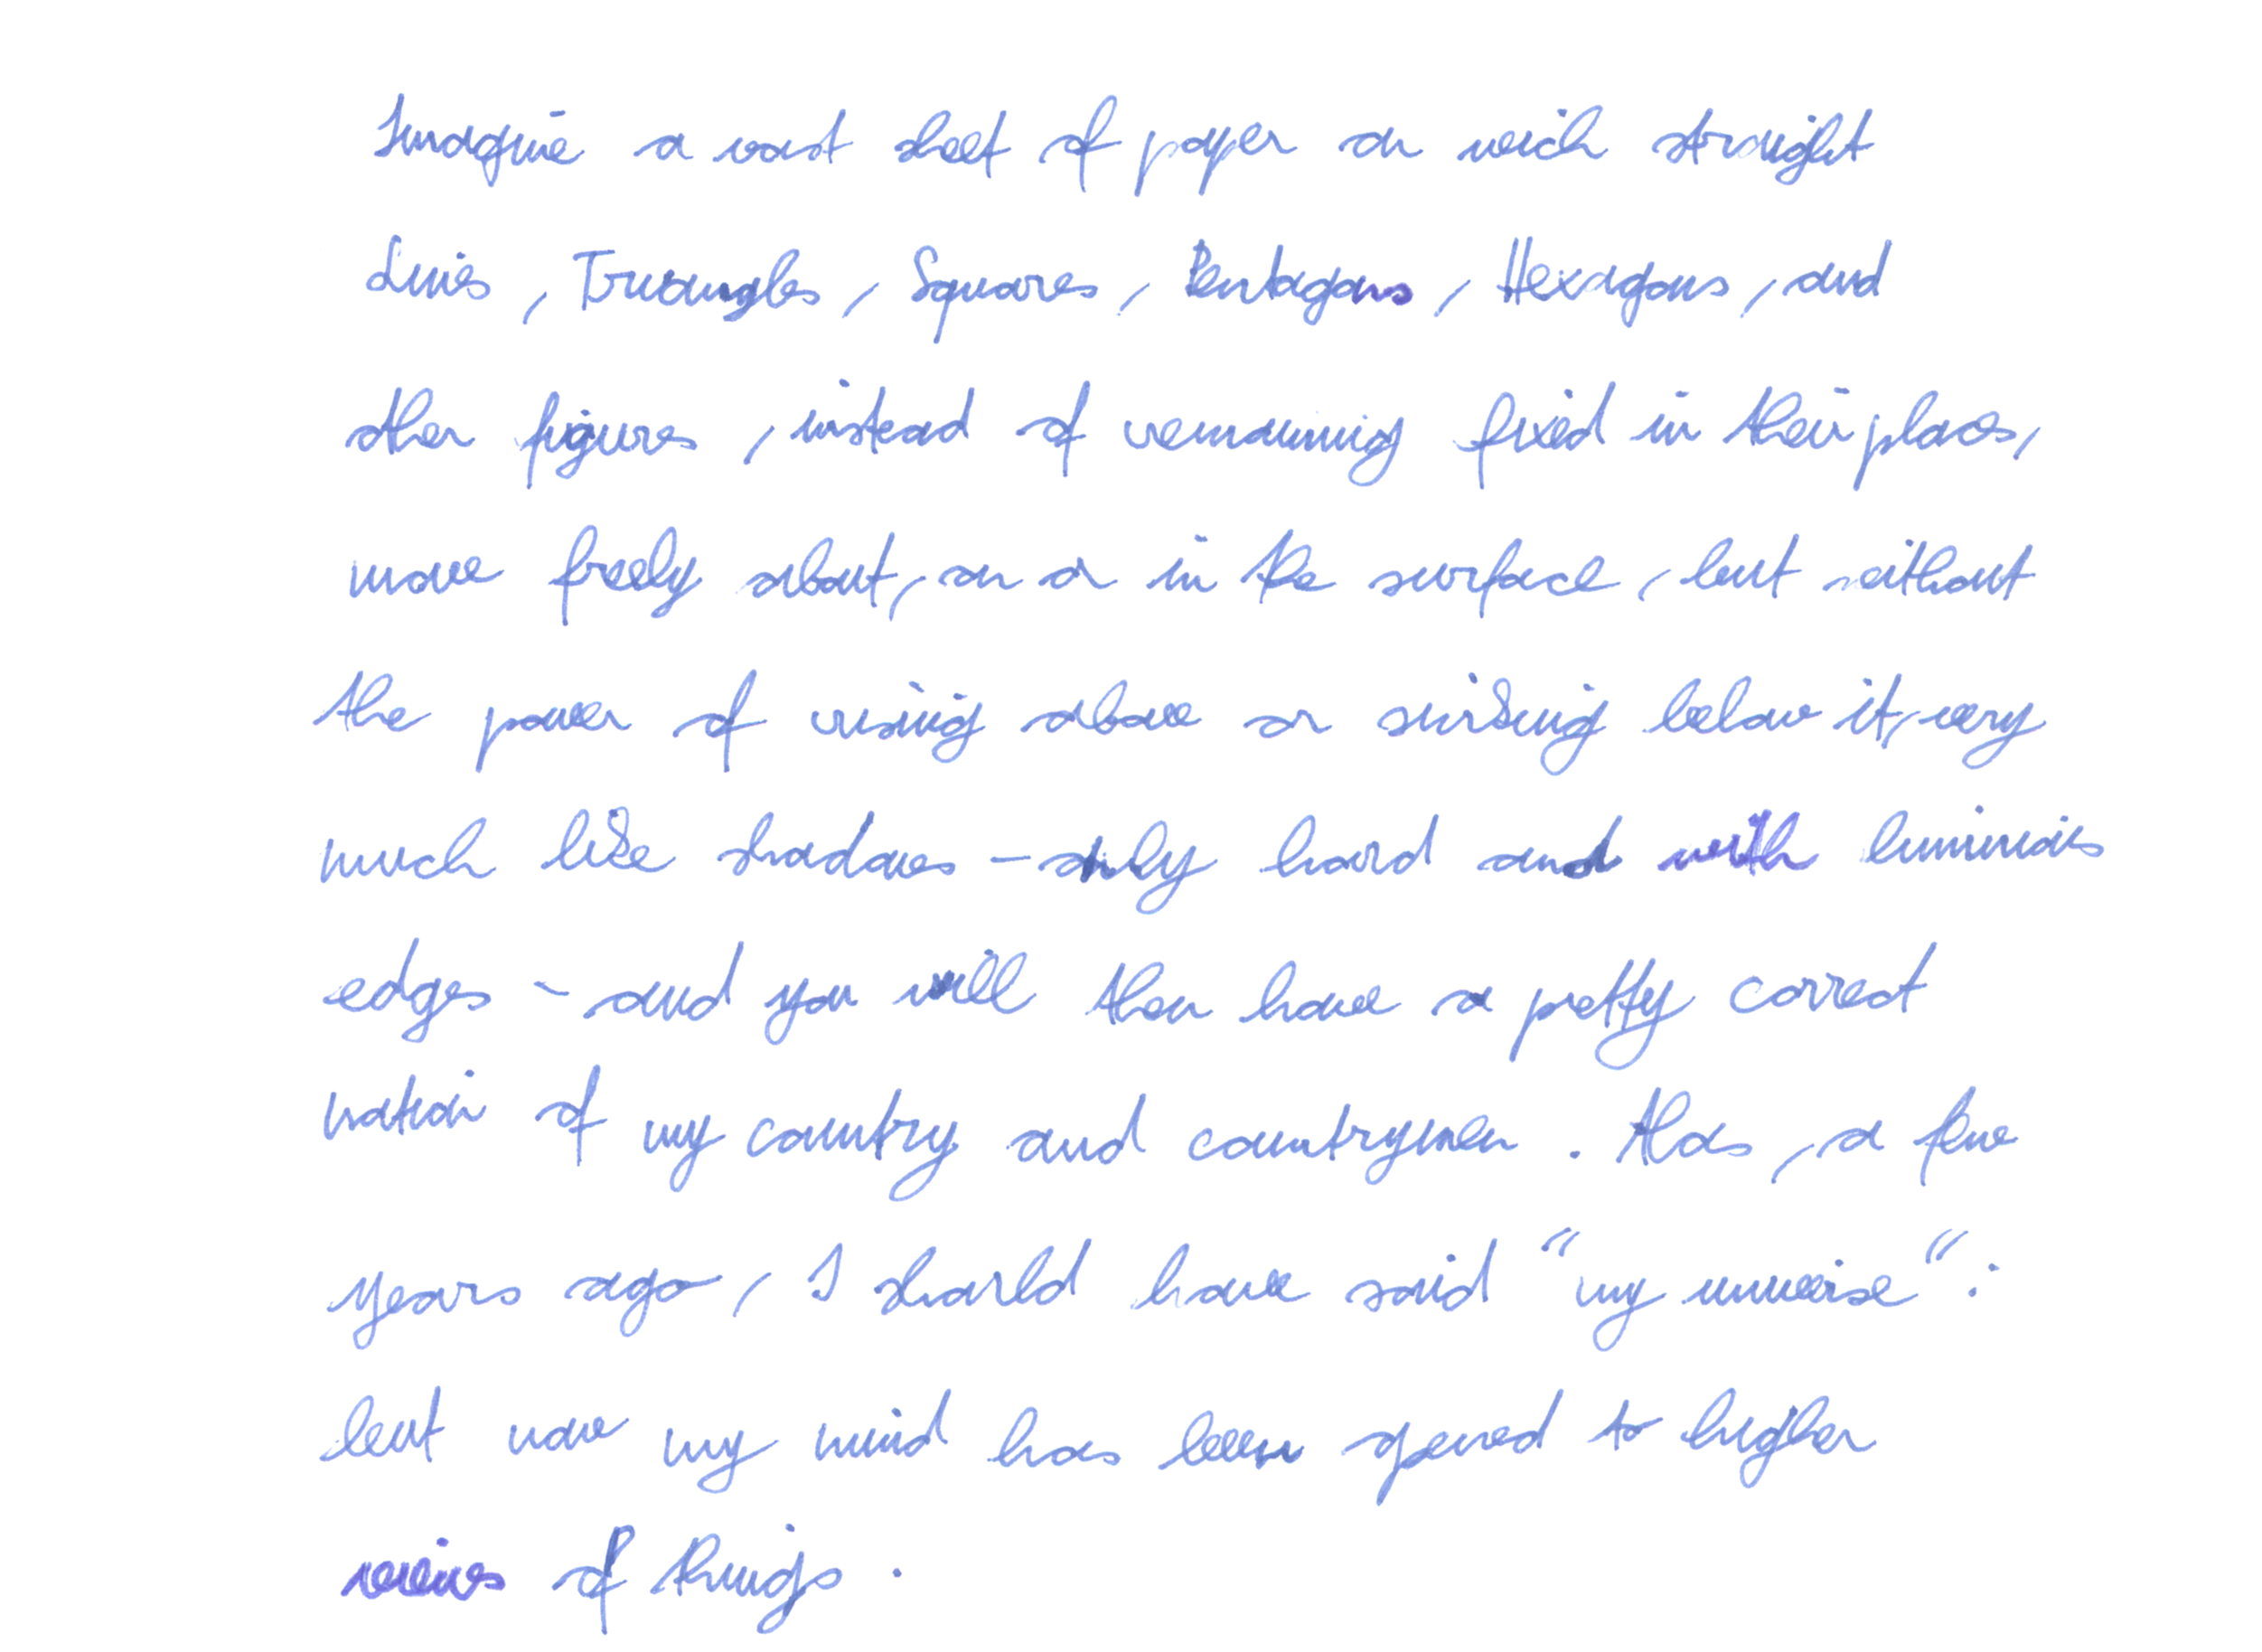 Imagine a vast sheet of paper on wich straight
Lines, Triangles, Squares, Pentagons, Hexagons, and
other figures, instead of remaining fixed in their places,
move freely about, on or in the surface, but without
the power of rising above or sinking below it, very
much like shadows - only hard and with luminious
edges - and you will then have a pretty correct
notion of my country and countrymen. Alas, a few
years ago, I should have said "my universe":
but now my mind has been opened to higher
views of things.